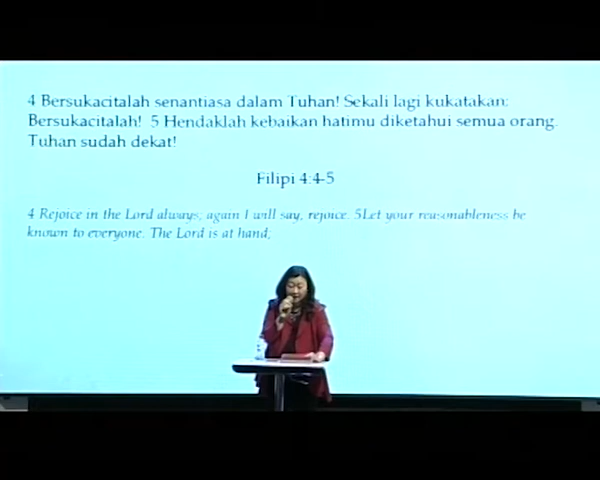 4 Bersukacitalah senantiasa dalam Tuhan! Sekali lagi kukatakan:
Bersukacitalah! 5 Hendaklah kebaikan hatimu diketahui semua orang.
Tuhan sudah dekat!
Filipi 4:4-5
4 Rejoice in the Lord always; again I will say, rejoice. 5Let your reasonableness be
known to everyone. The Lord is at hand;